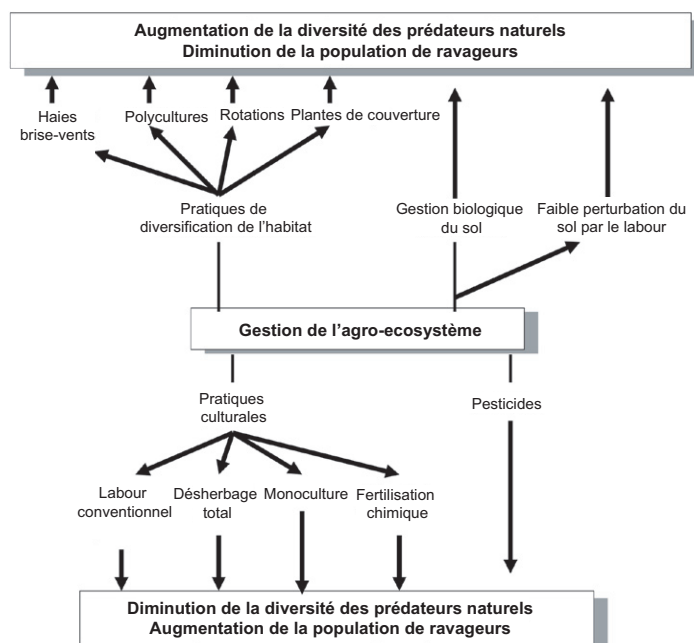 Augmentation de la diversité des prédateurs naturels
Diminution de la population de ravageurs
Haies
brise-vents
Polycultures
Rotations
Plantes de couverture
Pratiques de
diversification de l’habitat
Gestion biologique
du sol
Faible perturbation du
sol par le labour
Gestion de l’agro-ecosystème
Pratiques
culturales
Pesticides
Labour
conventionnel
Désherbage
total
Monoculture
Fertilisation
chimique
Diminution de la diversité des prédateurs naturels
Augmentation de la population de ravageurs